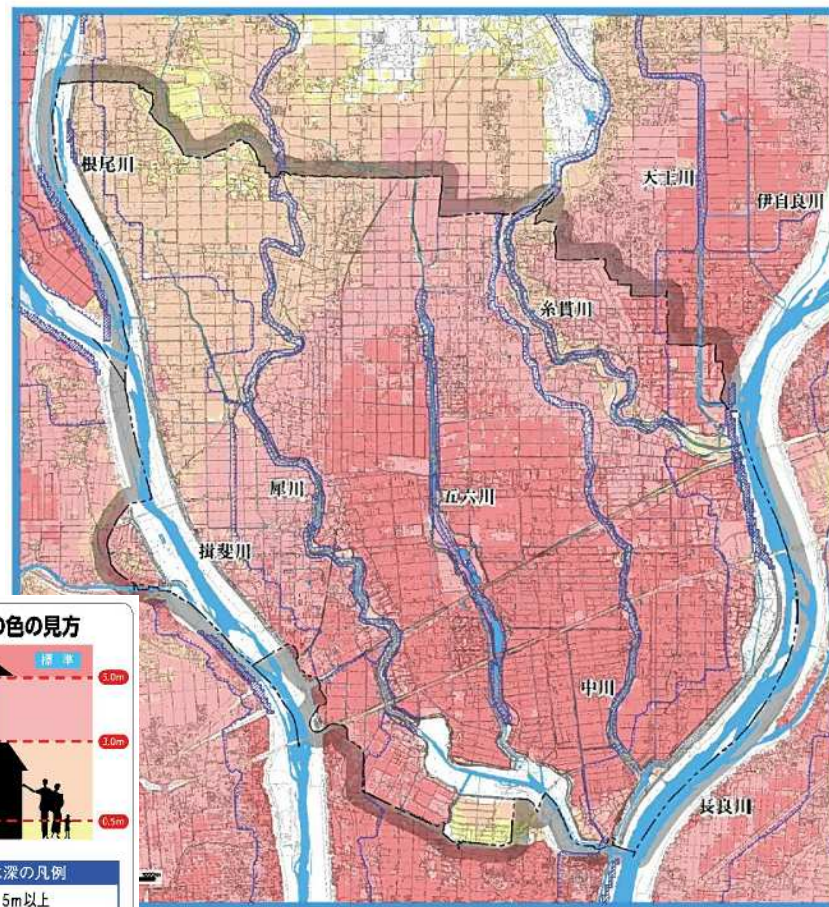 根尾川
天王川
伊自良川
糸貫川
犀川
五六川
揖斐川
中川
長良川
の色の見方
標準
5.0m
3.0m
0.5m
水深の凡例
5m以上